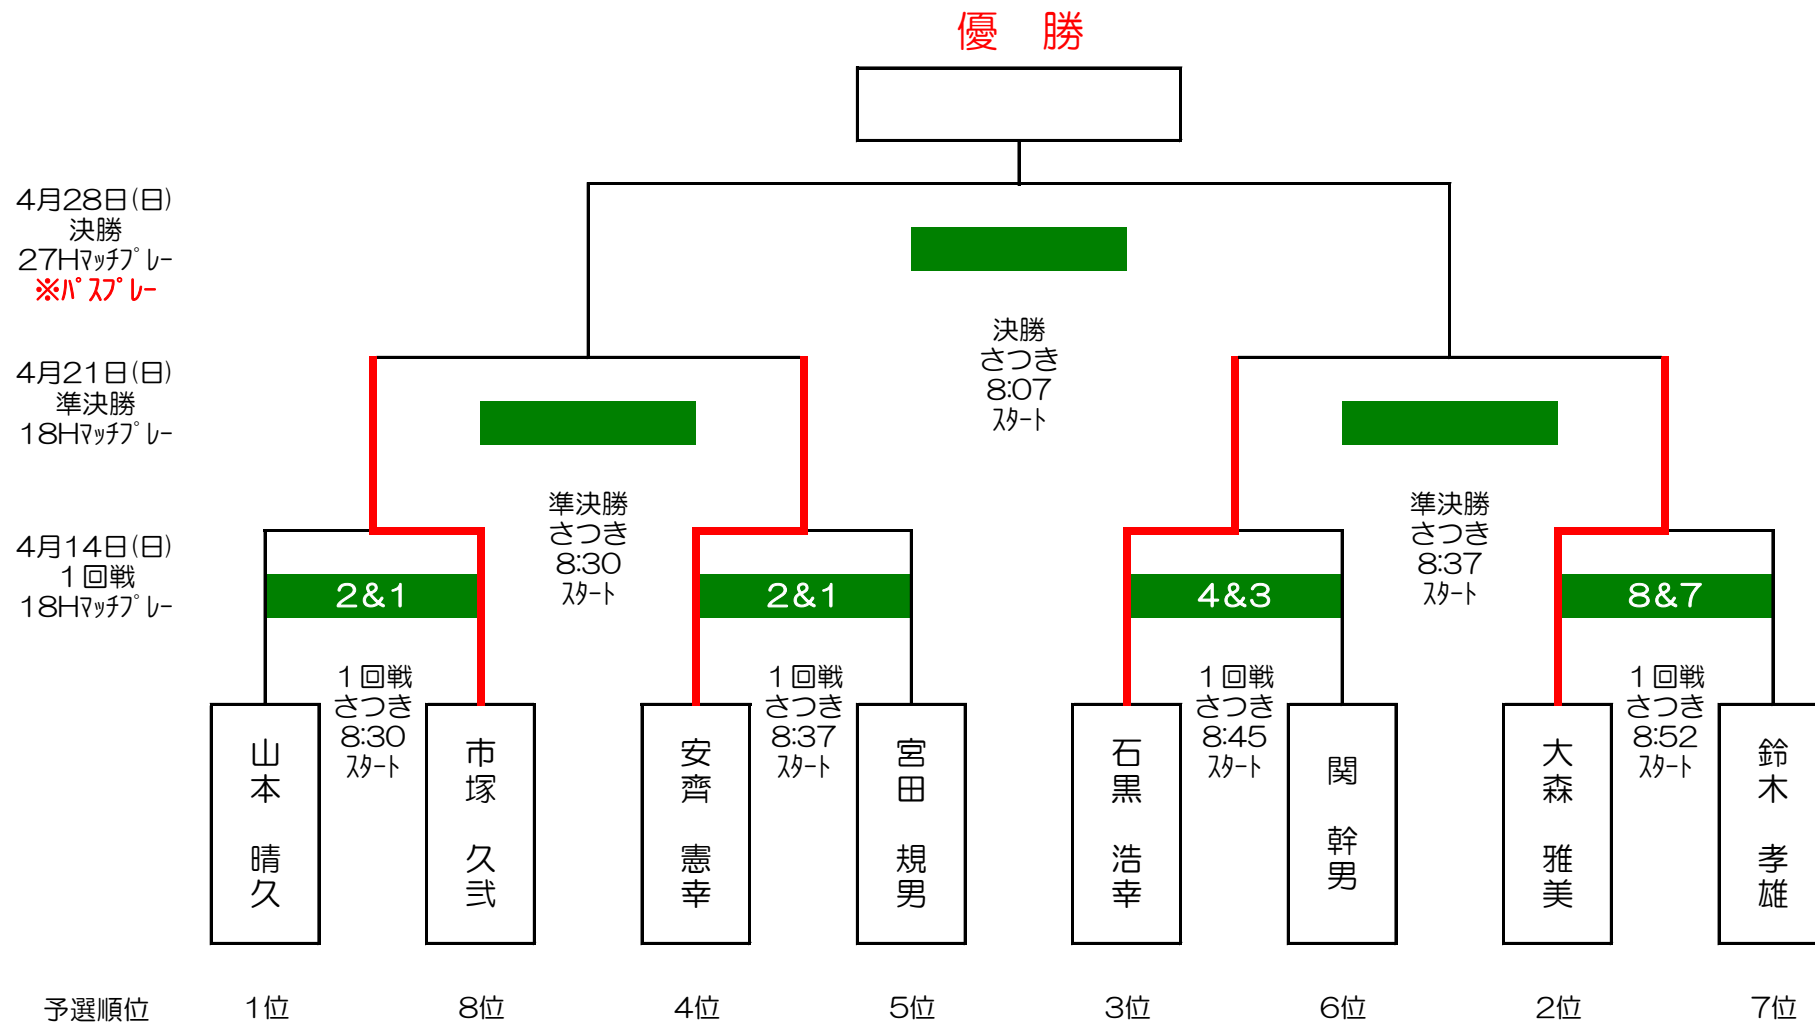 優　勝
4月28日(日)
決勝
27Hﾏｯﾁﾌﾟﾚｰ
※ﾊﾟｽﾌﾟﾚｰ
決勝
さつき
8:07
ｽﾀｰﾄ
4月21日(日)
準決勝
18Hﾏｯﾁﾌﾟﾚｰ
準決勝
さつき
8:30
ｽﾀｰﾄ
準決勝
さつき
8:37
ｽﾀｰﾄ
4月14日(日)
1回戦
18Hﾏｯﾁﾌﾟﾚｰ
2&1
2&1
4&3
8&7
1回戦
さつき
8:30
ｽﾀｰﾄ
1回戦
さつき
8:37
ｽﾀｰﾄ
1回戦
さつき
8:45
ｽﾀｰﾄ
1回戦
さつき
8:52
ｽﾀｰﾄ
山本　晴久
市塚　久弐
安齊　憲幸
宮田　規男
石黒　浩幸
関　幹男
大森　雅美
鈴木　孝雄
予選順位 1位 8位 4位 5位 3位 6位 2位 7位